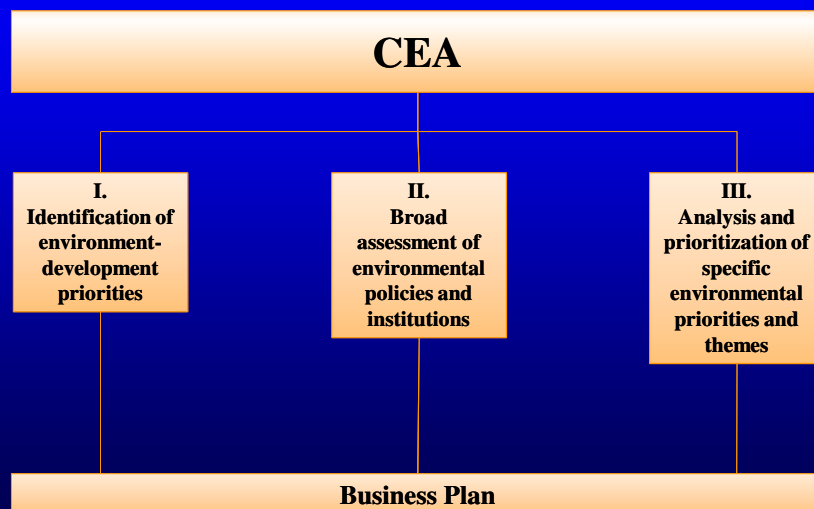 CEA
I.
Identification of
environment-
development
priorities
II.
Broad
assessment of
environmental
policies and
institutions
III.
Analysis and
prioritization of
specific
environmental
priorities and
themes
Business Plan